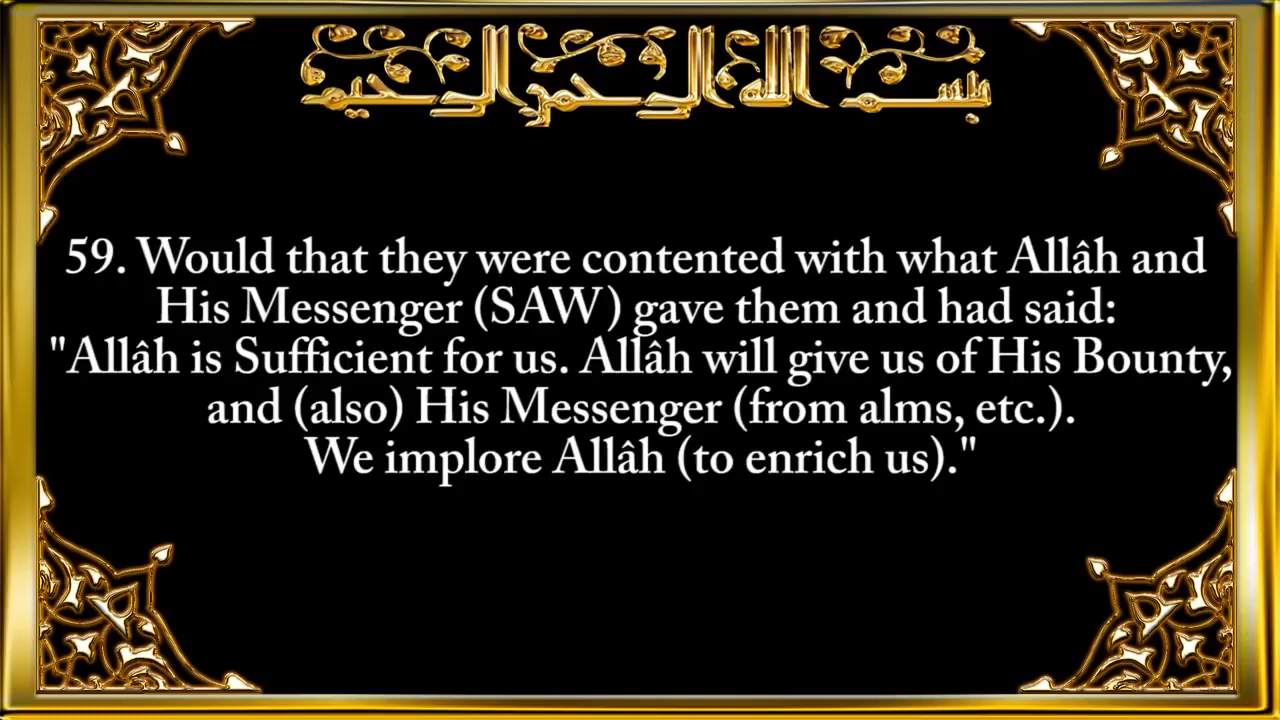 بسم الله الرحمن الرحيم
59. Would that they were contented with what Allâh and
His Messenger (SAW) gave them and had said:
"Allâh is Sufficient for us. Allâh will give us of His Bounty,
and (also) His Messenger (from alms, etc.).
We implore Allâh (to enrich us)."